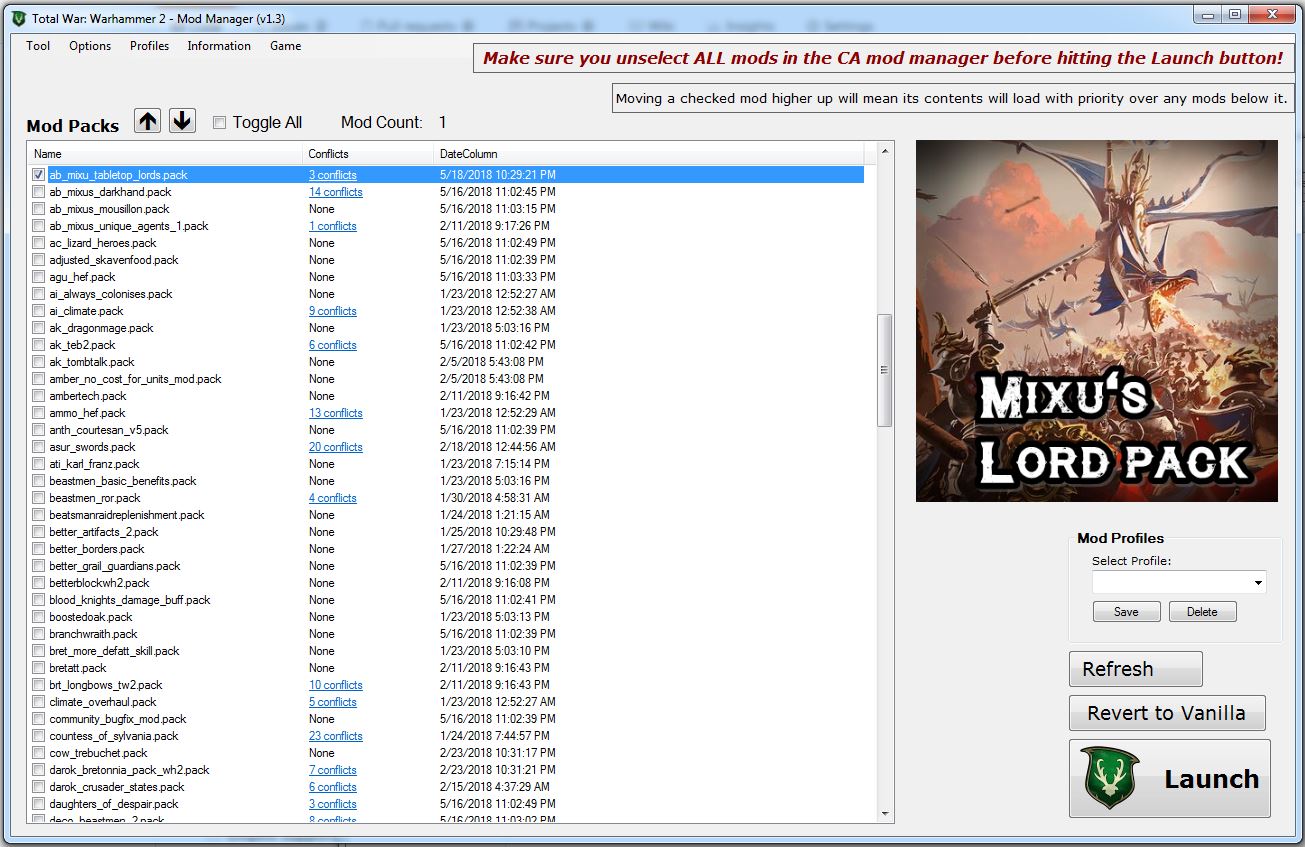 Total War: Warhammer 2 - Mod Manager (v1.3)
Tool Options Profiles Information Game
Make sure you unselect ALL mods in the CA mod manager before hitting the Launch button!
Moving a checked mod higher up will mean its contents will load with priority over any mods below it.
Mod Packs Toggle All Mod Count: 1
Name Conflicts DateColumn
ab_mixu_tabletop_lords.pack 3 conflicts 5/18/2018 10:29:21 PM
ab_mixus_darkhand.pack 14 conflicts 5/16/2018 11:02:45 PM
ab_mixus_mousillon.pack None 5/16/2018 11:03:15 PM
ab_mixus_unique_agents_1.pack 1 conflicts 2/11/2018 9:17:26 PM
ac_lizard_heroes.pack None 5/16/2018 11:02:49 PM
adjusted_skavenfood.pack None 5/16/2018 11:02:39 PM
agu_hef.pack None 5/16/2018 11:03:33 PM
ai_always_colonises.pack None 1/23/2018 12:52:27 AM
ai_climate.pack 9 conflicts 1/23/2018 12:52:38 AM
ak_dragonmage.pack None 1/23/2018 5:03:16 PM
ak_teb2.pack 6 conflicts 5/16/2018 11:02:42 PM
ak_tombtalk.pack None 2/5/2018 5:43:08 PM
amber_no_cost_for_units_mod.pack None 2/5/2018 5:43:08 PM
ambertech.pack None 2/11/2018 9:16:42 PM
ammo_hef.pack 13 conflicts 1/23/2018 12:52:29 AM
anth_courtesan_v5.pack None 5/16/2018 11:02:39 PM
asur_swords.pack 20 conflicts 2/18/2018 12:44:56 AM
ati_karl_franz.pack None 1/23/2018 7:15:14 PM
beastmen_basic_benefits.pack None 1/23/2018 5:03:16 PM
beastmen_ror.pack 4 conflicts 1/30/2018 4:58:31 AM
beatsmanraidreplenishment.pack None 1/24/2018 1:21:15 AM
better_artifacts_2.pack None 1/25/2018 10:29:48 PM
better_borders.pack None 1/27/2018 1:22:24 AM
better_grail_guardians.pack None 5/16/2018 11:02:39 PM
betterblockwh2.pack None 2/11/2018 9:16:08 PM
blood_knights_damage_buff.pack None 5/16/2018 11:02:41 PM
boostedoak.pack None 1/23/2018 5:03:13 PM
branchwraith.pack None 5/16/2018 11:02:39 PM
bret_more_defatt_skill.pack None 1/23/2018 5:03:10 PM
bretatt.pack None 2/11/2018 9:16:43 PM
brt_longbows_tw2.pack 10 conflicts 2/11/2018 9:16:43 PM
climate_overhaul.pack 5 conflicts 1/23/2018 12:52:27 AM
community_bugfix_mod.pack None 5/16/2018 11:02:39 PM
countess_of_sylvania.pack 23 conflicts 1/24/2018 7:44:57 PM
cow_trebuchet.pack None 2/23/2018 10:31:17 PM
darok_bretonnia_pack_wh2.pack 7 conflicts 2/23/2018 10:31:21 PM
darok_crusader_states.pack 6 conflicts 2/15/2018 4:37:29 AM
daughters_of_despair.pack 3 conflicts 5/16/2018 11:02:49 PM
deco_beastmen_2.pack 8 conflicts 5/16/2018 11:03:02 PM
Mixu's
Lord pack
Mod Profiles
Select Profile:
Save Delete
Refresh
Revert to Vanilla
Launch